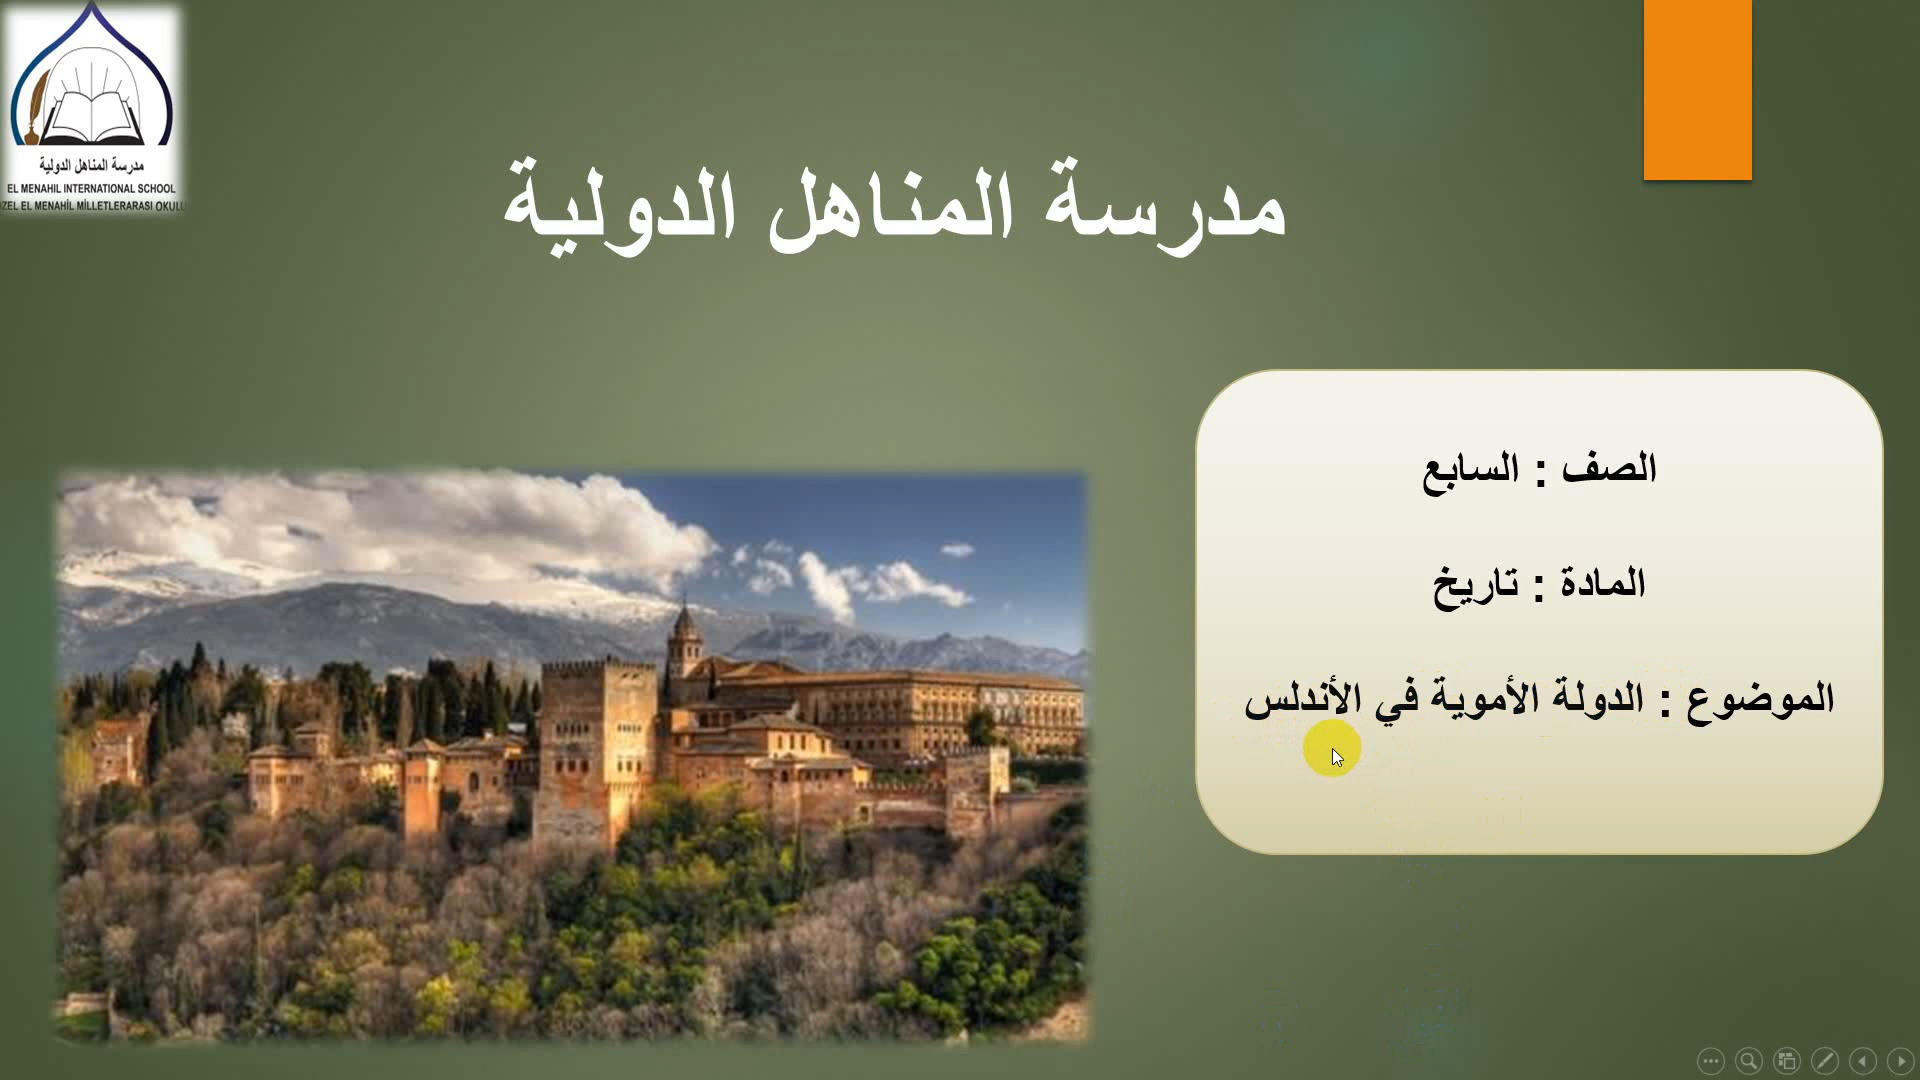 مدرسة المناهل الدولية
EL MENAHIL INTERNATIONAL SCHOOL
ÖZEL EL MENAHİL MİLLETLERARASI OKULU
مدرسة المناهل الدولية
الصف : السابع
المادة : تاريخ
الموضوع : الدولة الأموية في الأندلس